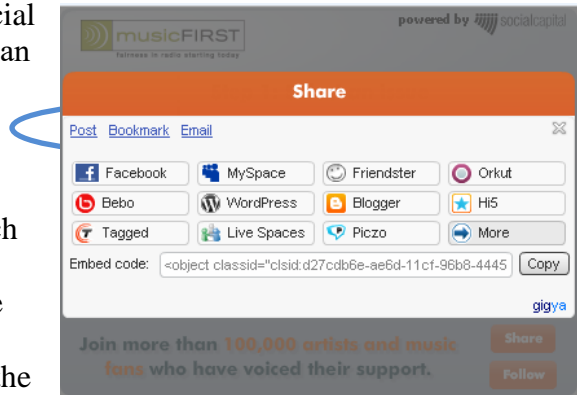 cial
an
ch
e
the
musicFIRST
fairness in radio starting today
powered by socialcapital
Share
Post Bookmark Email
Facebook MySpace Friendster Orkut
Bebo WordPress Blogger Hi5
Tagged Live Spaces Piczo More
Embed code: <object classid="clsid:d27cdb6e-ae6d-11cf-96b8-4445 Copy
gigya
Join more than 100,000 artists and music
fans who have voiced their support.
Share
Follow